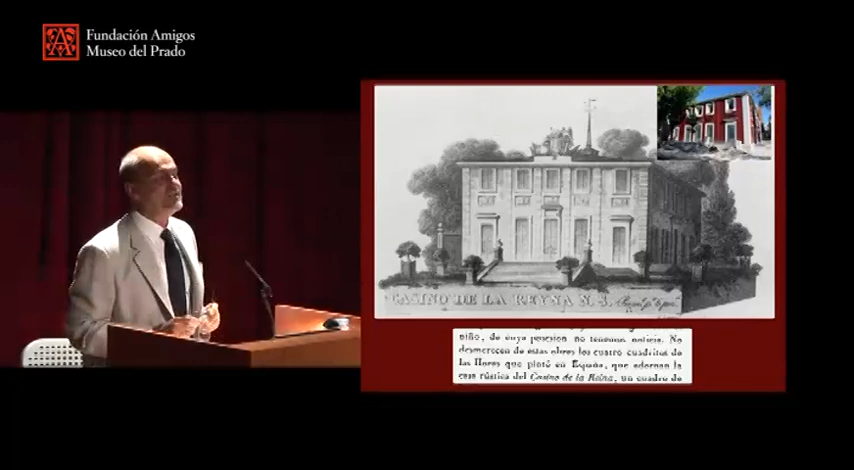 Fundación Amigos
Museo del Prado
CASINO DE LA REYNA N. S.
niño, de cuya posesion no tenemos noticia. No
desmerecen de estas obras los cuatro cuadritos de
las flores que pintó en España, que adornan la
casa rústica del Casino de la Reina, un cuadro de